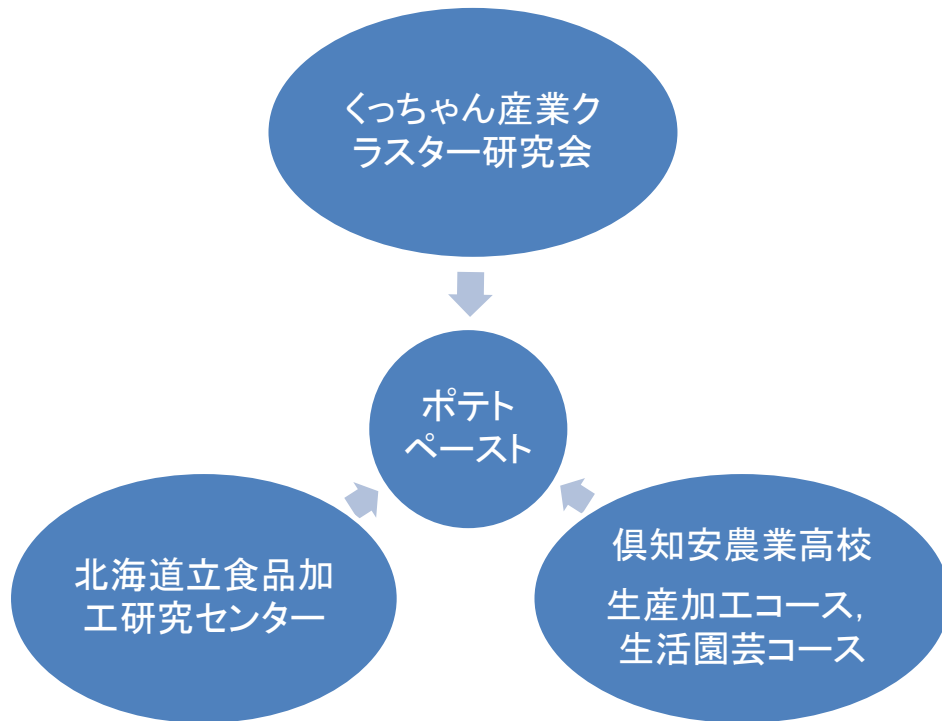 くっちゃん産業ク
ラスター研究会
ポテト
ペースト
北海道立食品加
工研究センター
倶知安農業高校
生産加工コース,
生活園芸コース